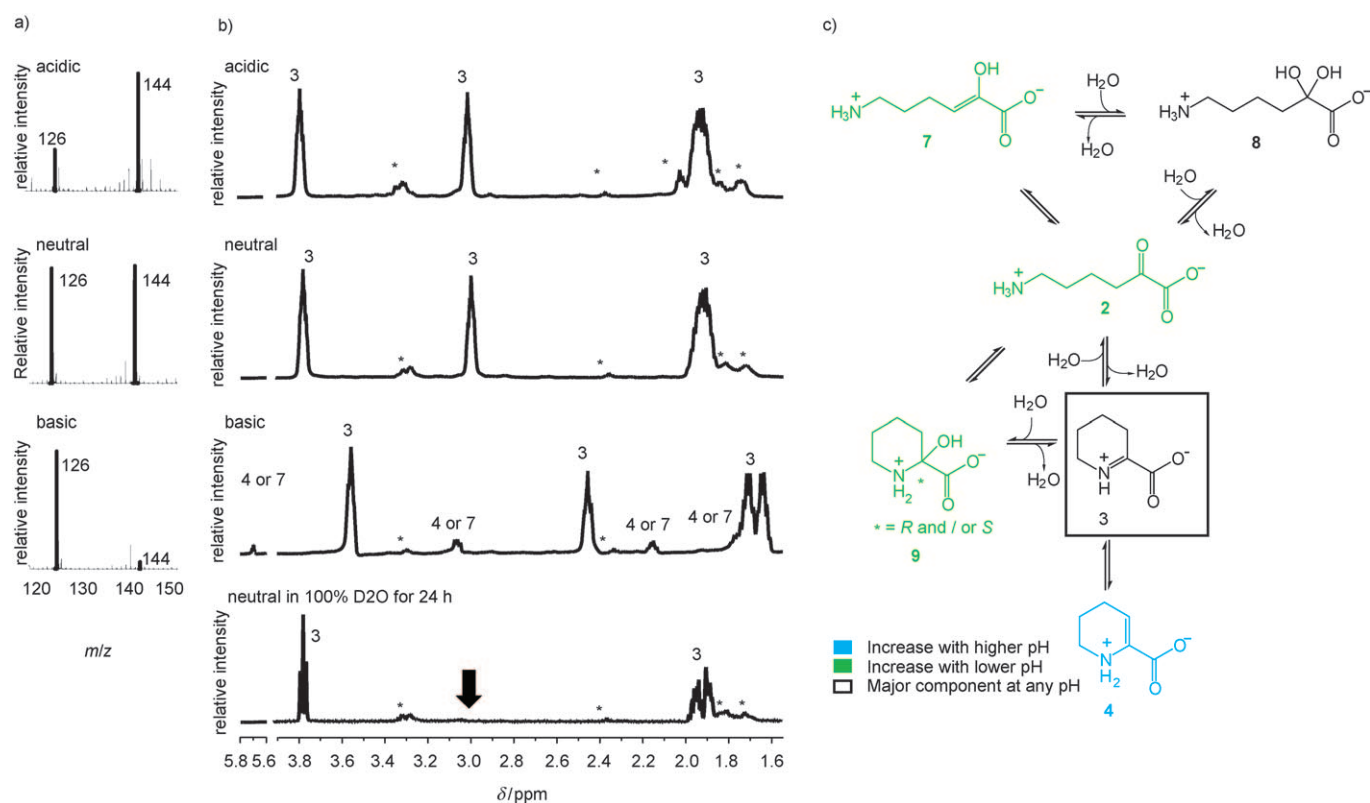 a)
acidic
relative intensity
126
144
neutral
Relative intensity
126
144
basic
relative intensity
126
144
120 130 140 150
m/z
b)
acidic
relative intensity
3
*
3
*
*
3
*
*
neutral
relative intensity
3
*
3
*
3
*
*
basic
relative intensity
4 or 7
3
*
4 or 7
3
*
4 or 7
4 or 7
3
neutral in 100% D2O for 24 h
relative intensity
3
*
*
3
*
*
5.8 5.6 3.8 3.6 3.4 3.2 3.0 2.8 2.6 2.4 2.2 2.0 1.8 1.6
δ/ppm
c)
OH
O⁻
O
H₃N
+
7
H₂O
H₂O
HO OH
O⁻
O
H₃N
+
8
H₂O
H₂O
O
O⁻
O
H₃N
+
2
H₂O
H₂O
OH
O⁻
O
+
N
H₂
*
* = R and / or S
9
H₂O
H₂O
O⁻
O
+
N
H
3
O⁻
O
+
N
H₂
4
Increase with higher pH
Increase with lower pH
Major component at any pH